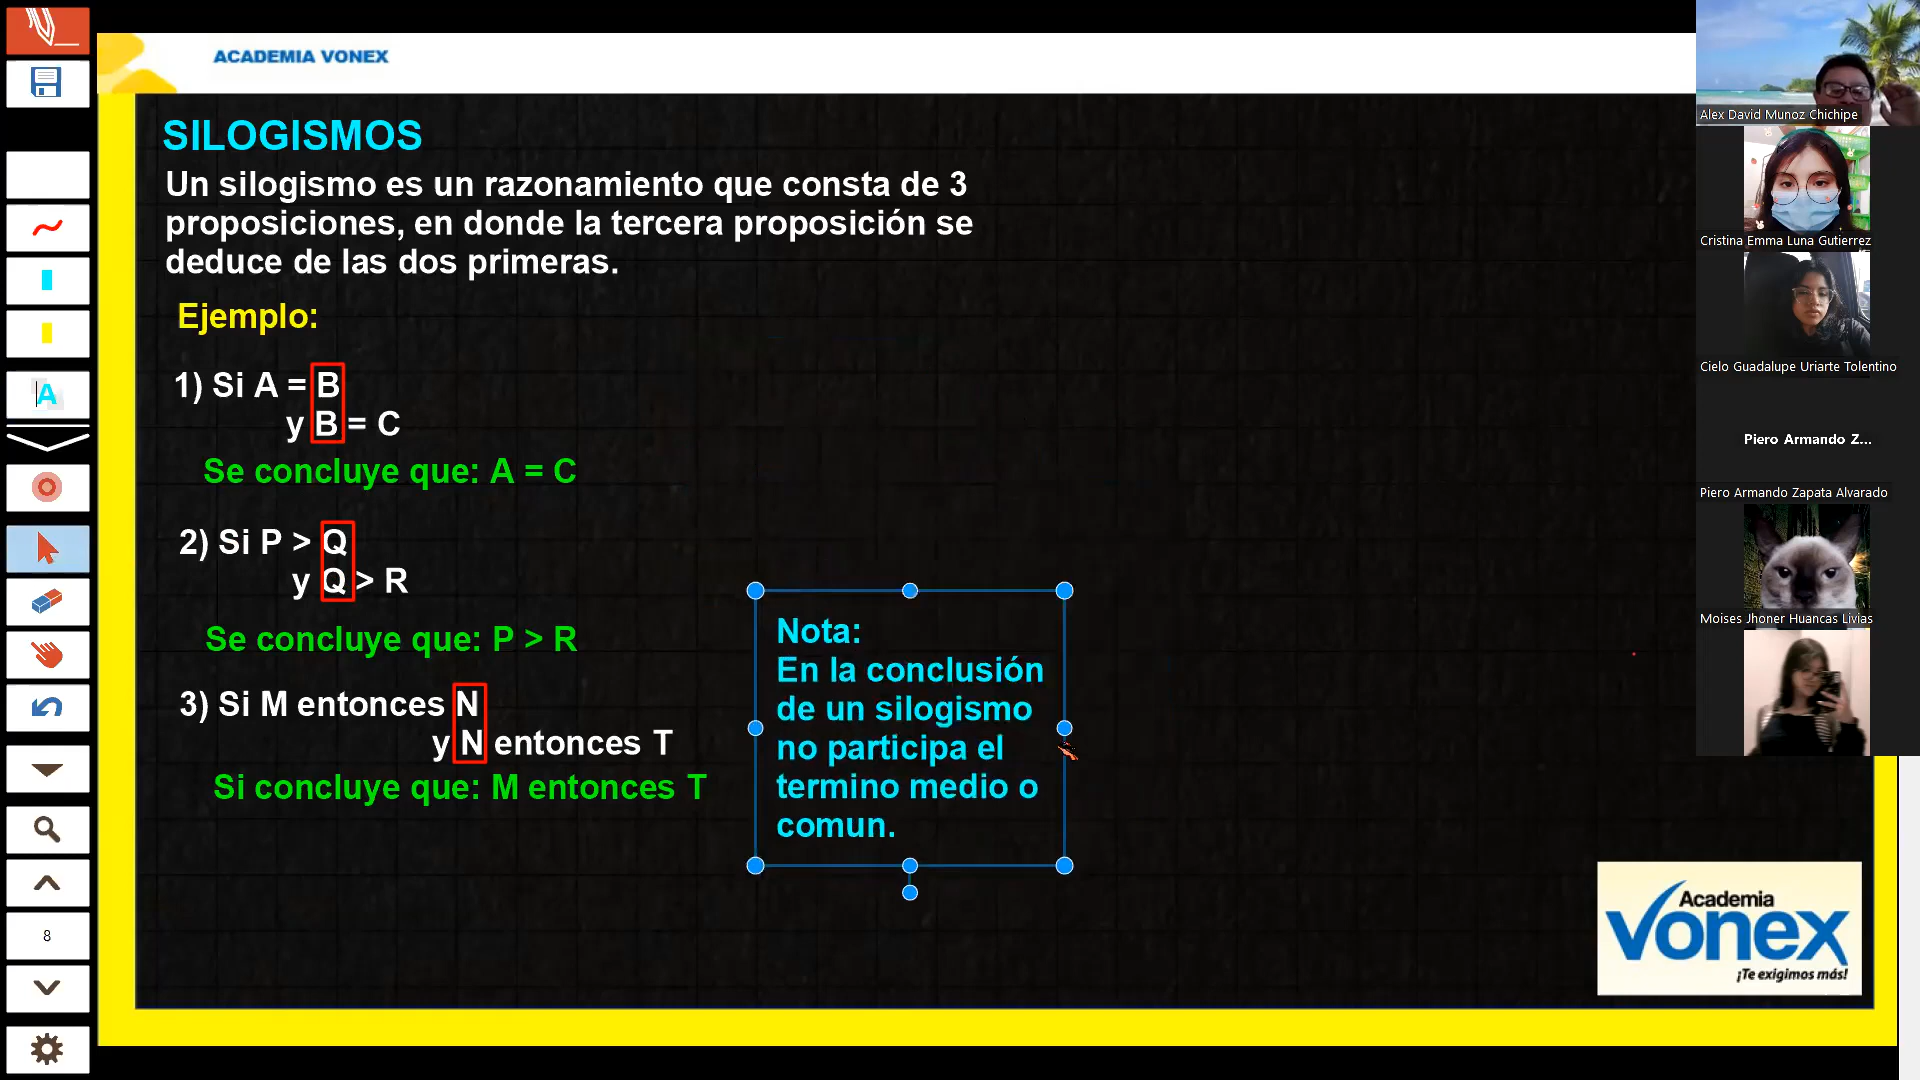 ACADEMIA VONEX
SILOGISMOS
Un silogismo es un razonamiento que consta de 3
proposiciones, en donde la tercera proposición se
deduce de las dos primeras.
Ejemplo:
1) Si A = B
y B = C
Se concluye que: A = C
2) Si P > Q
y Q > R
Se concluye que: P > R
3) Si M entonces N
y N entonces T
Si concluye que: M entonces T
Nota:
En la conclusión
de un silogismo
no participa el
termino medio o
comun.
A
8
Alex David Munoz Chichipe
Cristina Emma Luna Gutierrez
Cielo Guadalupe Uriarte Tolentino
Piero Armando Z...
Piero Armando Zapata Alvarado
Moises Jhoner Huancas Livias
Academia
vonex
¡Te exigimos más!